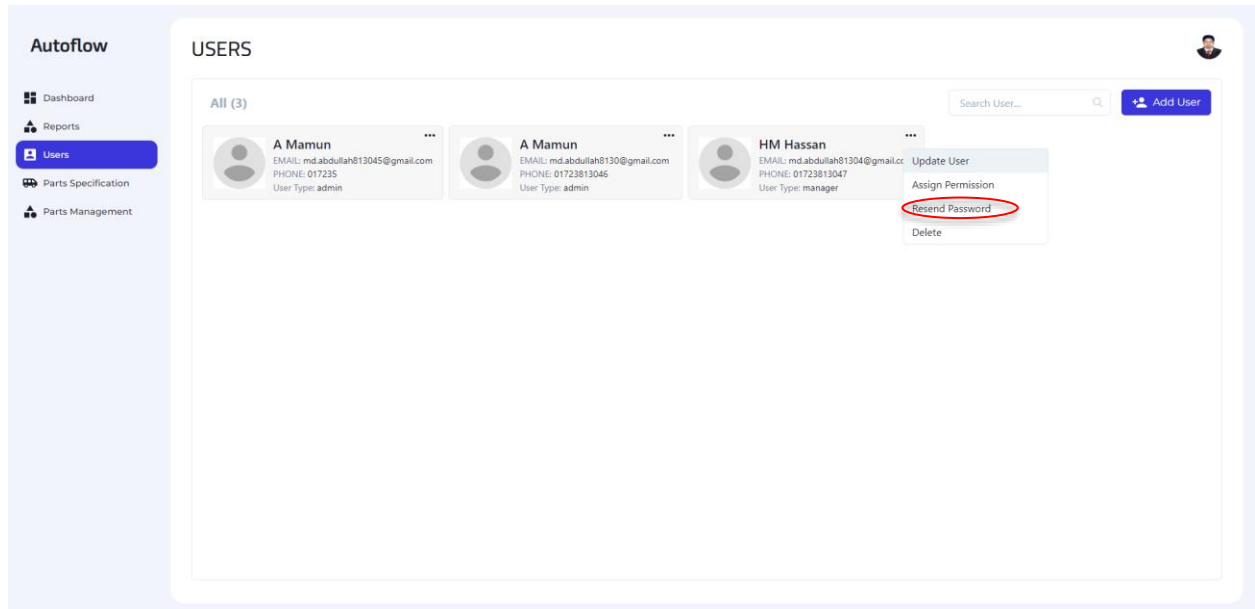 Autoflow
USERS
Dashboard
Reports
Users
Parts Specification
Parts Management
All (3)
Search User...
Add User
A Mamun
EMAIL: md.abdullah813045@gmail.com
PHONE: 017235
User Type: admin
A Mamun
EMAIL: md.abdullah8130@gmail.com
PHONE: 01723813046
User Type: admin
HM Hassan
EMAIL: md.abdullah81304@gmail.cc
PHONE: 01723813047
User Type: manager
Update User
Assign Permission
Resend Password
Delete